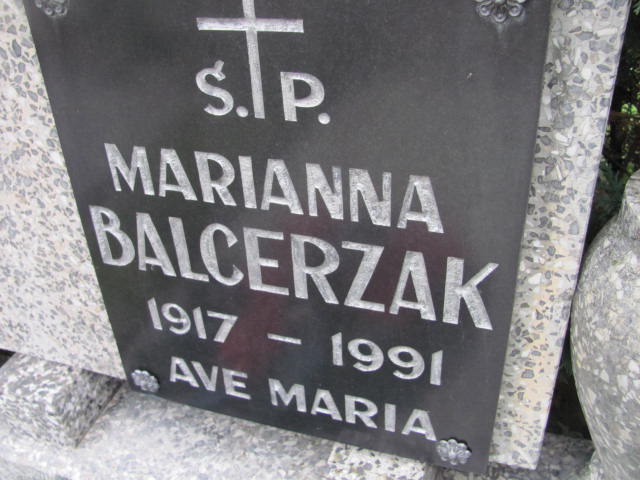 Ś. P.
MARIANNA
BALCERZAK
1917 - 1991
AVE MARIA